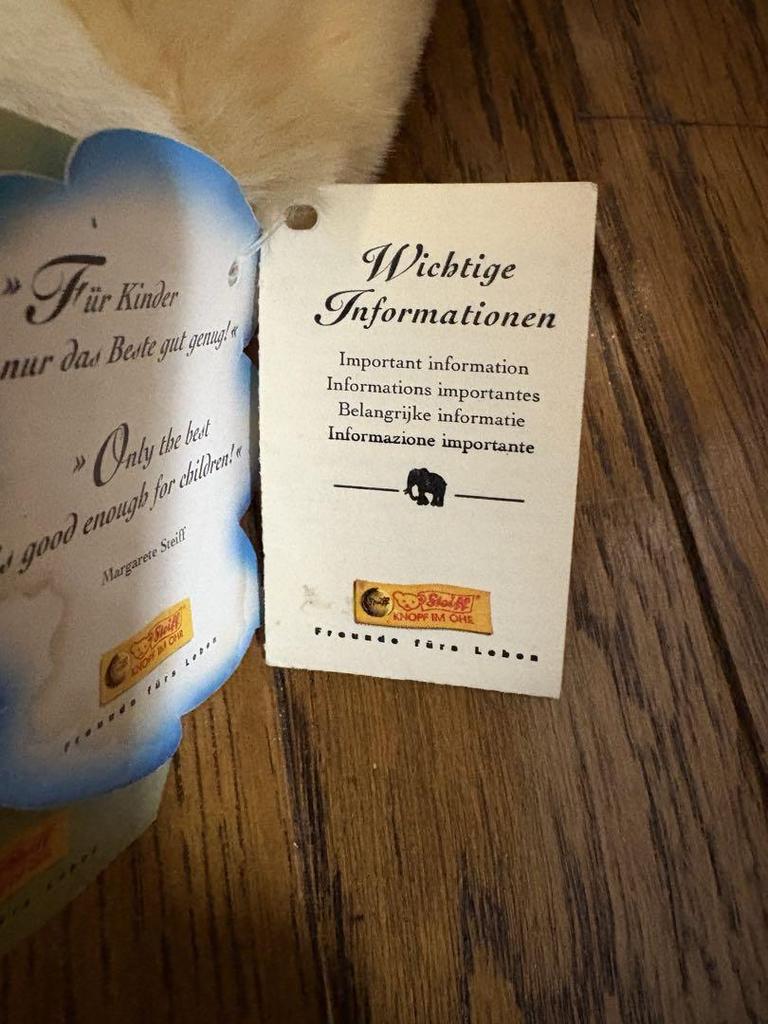 »Für Kinder
nur das Beste gut genug!«
»Only the best
is good enough for children!«
Margarete Steiff
Steiff
KNOPF IM OHR
Freunde fürs Leben
Wichtige
Informationen
Important information
Informations importantes
Belangrijke informatie
Informazione importante
Steiff
Steiff
KNOPF IM OHR
Freunde fürs Leben